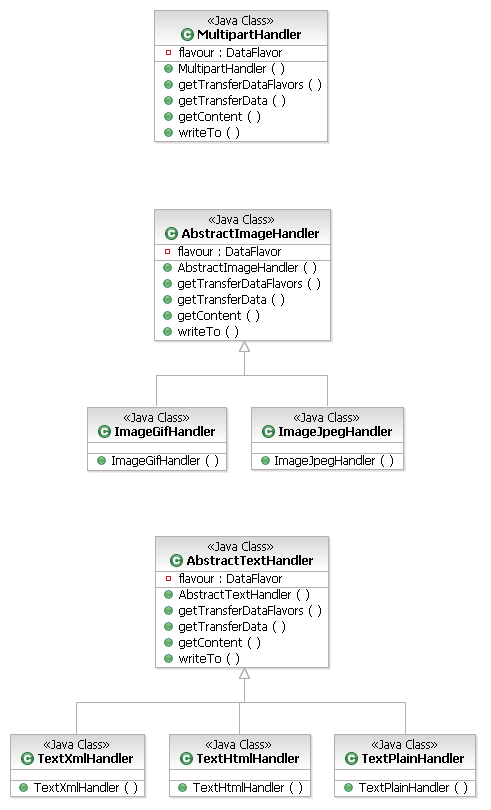 «Java Class»
MultipartHandler
flavour : DataFlavor
MultipartHandler ( )
getTransferDataFlavors ( )
getTransferData ( )
getContent ( )
writeTo ( )
«Java Class»
AbstractImageHandler
flavour : DataFlavor
AbstractImageHandler ( )
getTransferDataFlavors ( )
getTransferData ( )
getContent ( )
writeTo ( )
«Java Class»
ImageGifHandler
ImageGifHandler ( )
«Java Class»
ImageJpegHandler
ImageJpegHandler ( )
«Java Class»
AbstractTextHandler
flavour : DataFlavor
AbstractTextHandler ( )
getTransferDataFlavors ( )
getTransferData ( )
getContent ( )
writeTo ( )
«Java Class»
TextXmlHandler
TextXmlHandler ( )
«Java Class»
TextHtmlHandler
TextHtmlHandler ( )
«Java Class»
TextPlainHandler
TextPlainHandler ( )